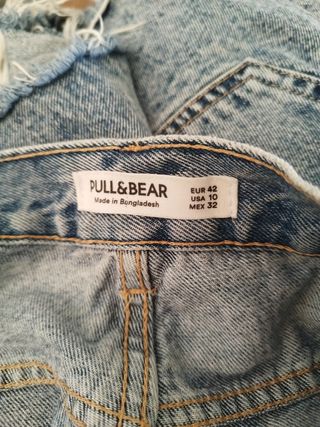 PULL&BEAR
Made in Bangladesh
EUR 42
USA 10
MEX 32